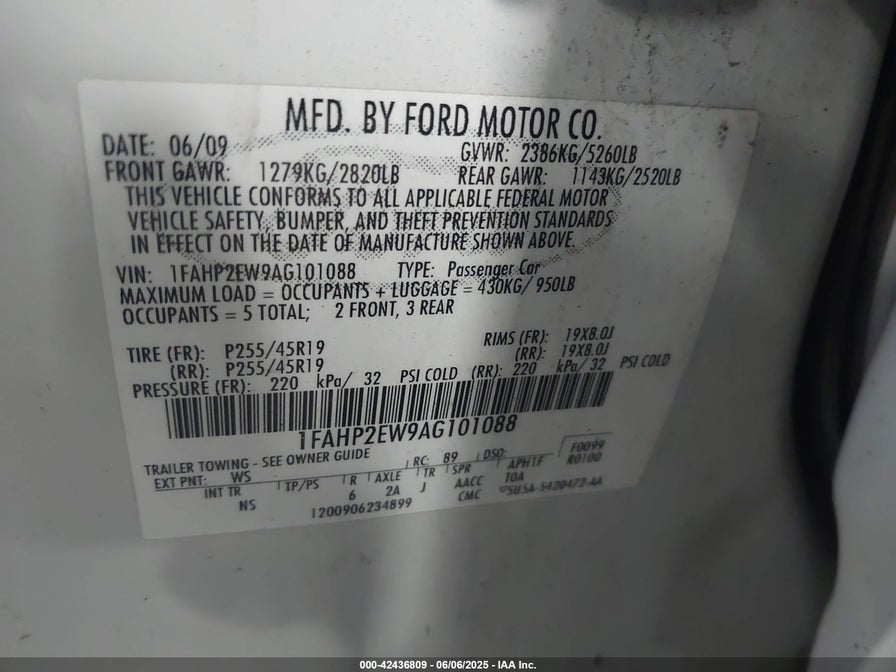 MFD. BY FORD MOTOR CO.
DATE: 06/09 GVWR: 2386KG/5260LB
FRONT GAWR: 1279KG/2820LB REAR GAWR: 1143KG/2520LB
THIS VEHICLE CONFORMS TO ALL APPLICABLE FEDERAL MOTOR
VEHICLE SAFETY, BUMPER, AND THEFT PREVENTION STANDARDS
IN EFFECT ON THE DATE OF MANUFACTURE SHOWN ABOVE.
VIN: 1FAHP2EW9AG101088 TYPE: Passenger Car
MAXIMUM LOAD = OCCUPANTS + LUGGAGE = 430KG/ 950LB
OCCUPANTS = 5 TOTAL; 2 FRONT, 3 REAR
TIRE (FR): P255/45R19 RIMS (FR): 19X8.0J
(RR): P255/45R19 (RR): 19X8.0J
PRESSURE (FR): 220 kPa/ 32 PSI COLD (RR): 220 kPa/ 32 PSI COLD
1FAHP2EW9AG101088
TRAILER TOWING - SEE OWNER GUIDE RC: 89 DSO: F0099
EXT PNT: WS R0100
INT TR TP/PS R AXLE TR SPR APH1F
NS 6 2A J AACC T0A
CMC 5U5A-5420472-AA
1200906234899
000-42436809 - 06/06/2025 - IAA Inc.